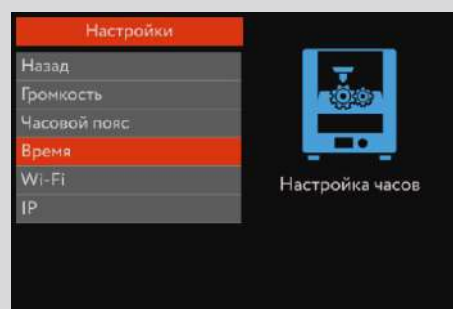 Настройки
Назад
Громкость
Часовой пояс
Время
Wi-Fi
IP
Настройка часов